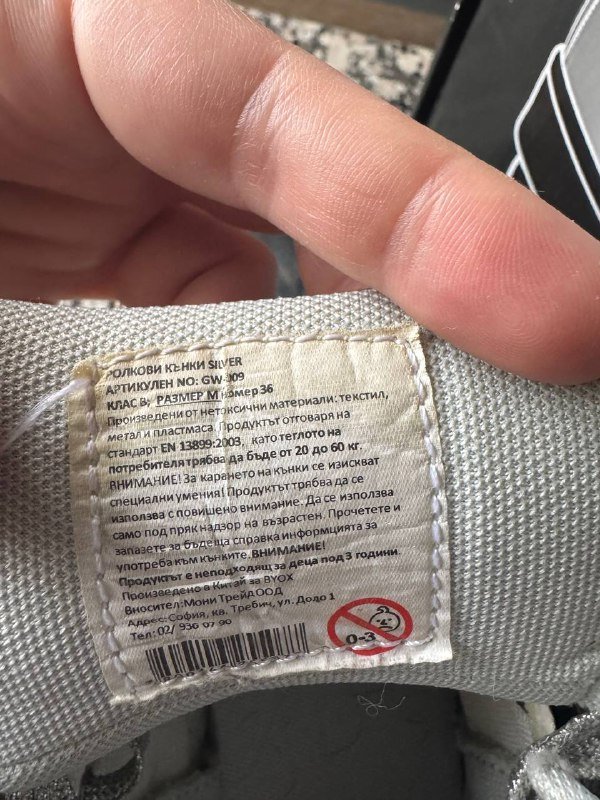 РОЛКОВИ КЪНКИ SILVER
АРТИКУЛЕН NO: GW-309
КЛАС В; РАЗМЕР М номер 36
Произведени от нетоксични материали: текстил,
метал и пластмаса. Продуктът отговаря на
стандарт EN 13899:2003, като теглото на
потребителя трябва да бъде от 20 до 60 кг.
ВНИМАНИЕ! За карането на кънки се изискват
специални умения! Продуктът трябва да се
използва с повишено внимание. Да се използва
само под пряк надзор на възрастен. Прочетете и
запазете за бъдеща справка информцията за
употреба към кънките. ВНИМАНИЕ!
Продуктът е неподходящ за деца под 3 години.
Произведено в Китай за BYOX
Вносител: Мони Трейд ООД
Адрес: София, кв. Требич, ул. Доло 1
Тел: 02/ 936 07 90
0-3